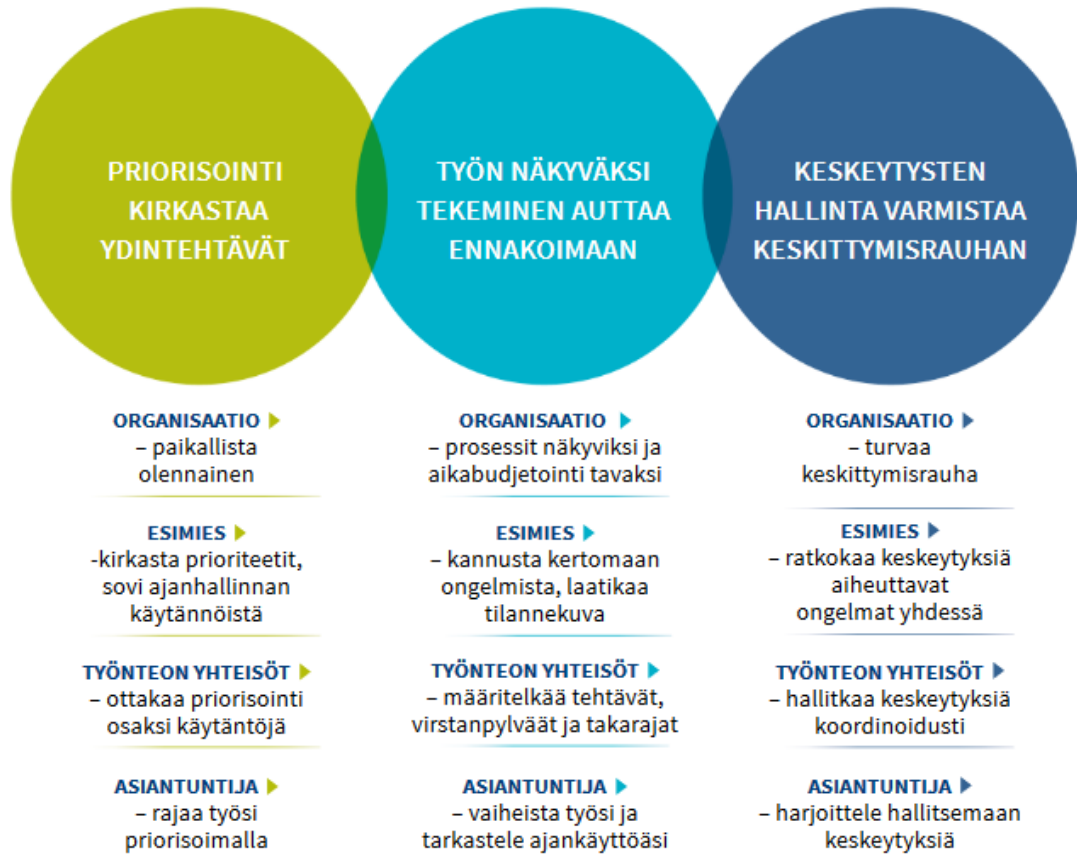 PRIORISOINTI
KIRKASTAA
YDINTEHTÄVÄT
TYÖN NÄKYVÄKSI
TEKEMINEN AUTTAA
ENNAKOIMAAN
KESKEYTYSTEN
HALLINTA VARMISTAA
KESKITTYMISRAUHAN
ORGANISAATIO
– paikallista
olennainen
ESIMIES
-kirkasta prioriteetit,
sovi ajanhallinnan
käytännöistä
TYÖNTEON YHTEISÖT
– ottakaa priorisointi
osaksi käytäntöjä
ASIANTUNTIJA
– rajaa työsi
priorisoimalla
ORGANISAATIO
– prosessit näkyviksi ja
aikabudjetointi tavaksi
ESIMIES
– kannusta kertomaan
ongelmista, laatikaa
tilannekuva
TYÖNTEON YHTEISÖT
– määritelkää tehtävät,
virstanpylväät ja takarajat
ASIANTUNTIJA
– vaiheista työsi ja
tarkastele ajankäyttöäsi
ORGANISAATIO
– turvaa
keskittymisrauha
ESIMIES
– ratkokaa keskeytyksiä
aiheuttavat
ongelmat yhdessä
TYÖNTEON YHTEISÖT
– hallitkaa keskeytyksiä
koordinoidusti
ASIANTUNTIJA
– harjoittele hallitsemaan
keskeytyksiä